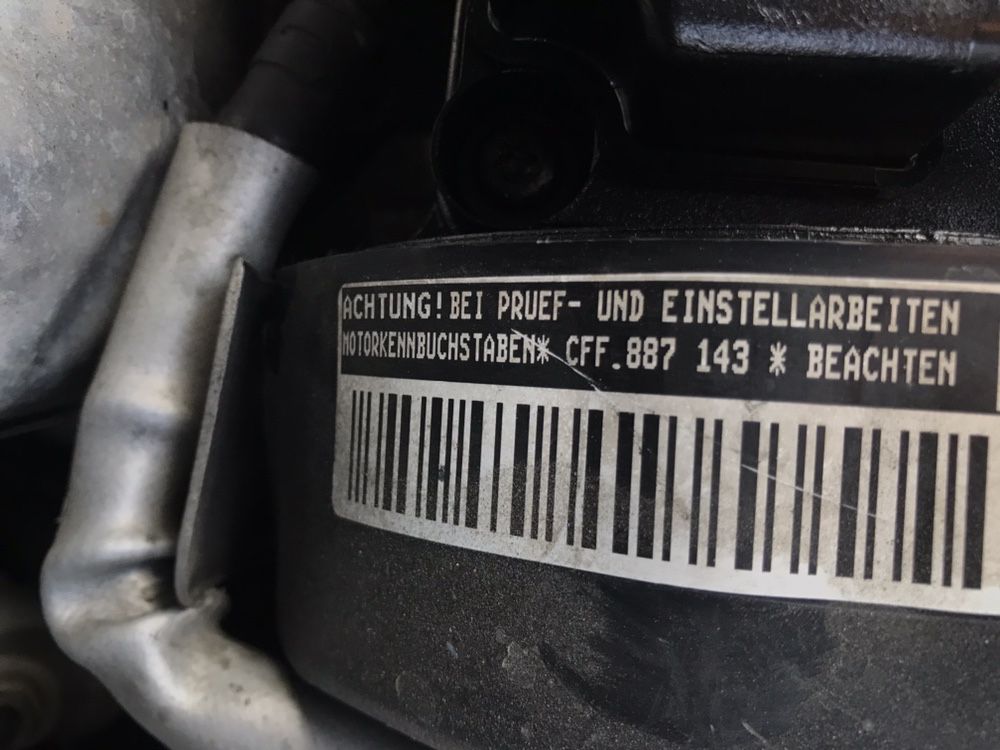 ACHTUNG! BEI PRUEF- UND EINSTELLARBEITEN
MOTORKENNBUCHSTABEN* CFF.887 143 * BEACHTEN